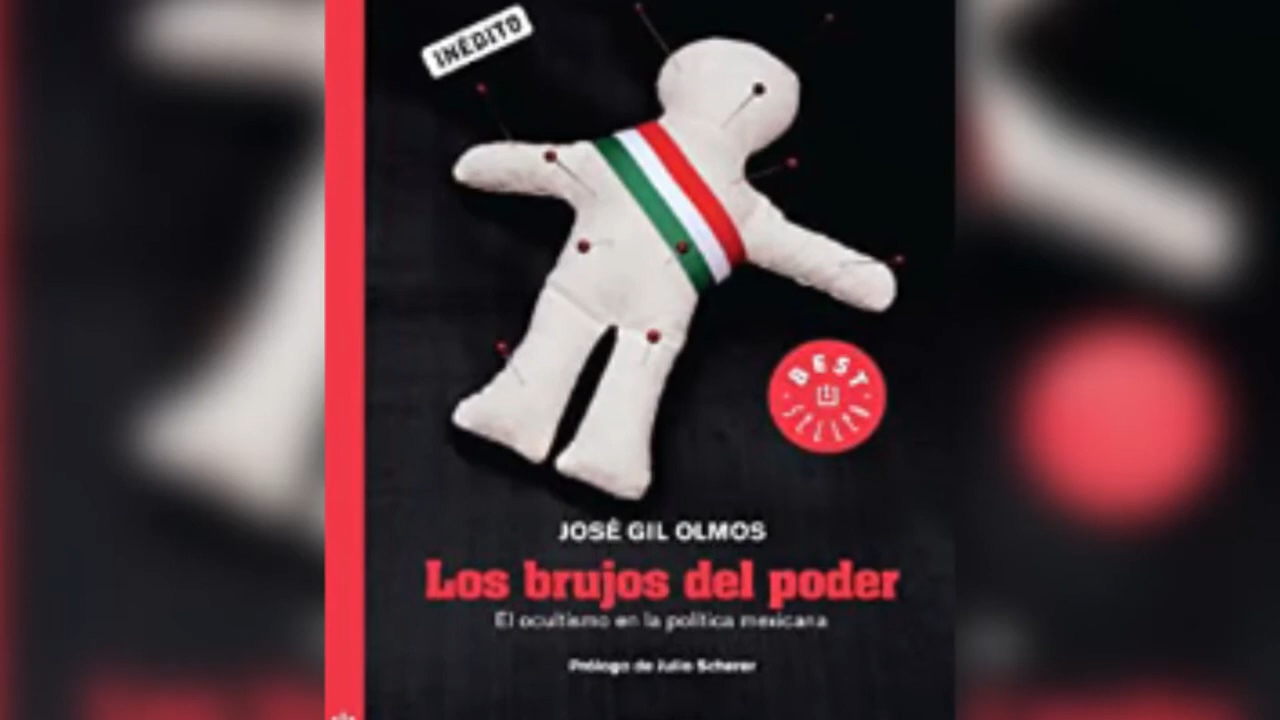 INÉDITO
BEST
SELLER
JOSÉ GIL OLMOS
Los brujos del poder
El ocultismo en la política mexicana
Prólogo de Julio Scherer